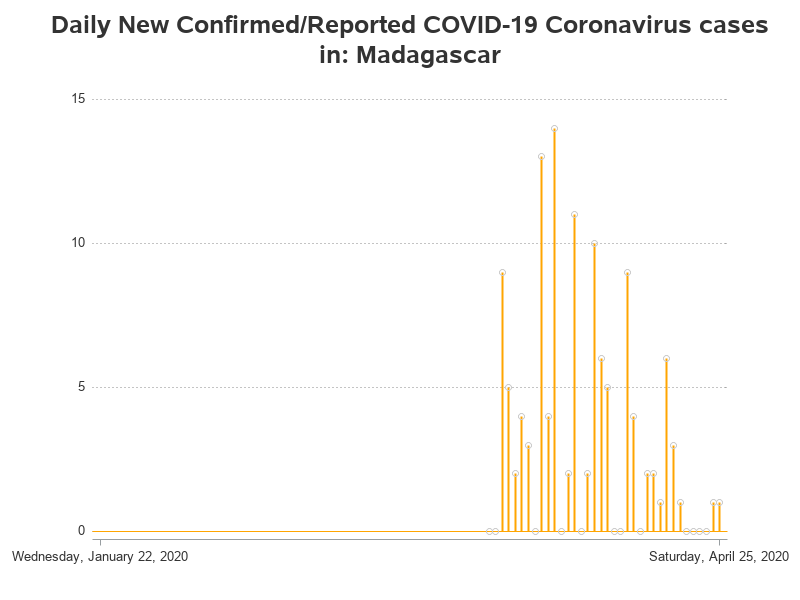 Daily New Confirmed/Reported COVID-19 Coronavirus cases
in: Madagascar
15
10
5
0
Wednesday, January 22, 2020
Saturday, April 25, 2020